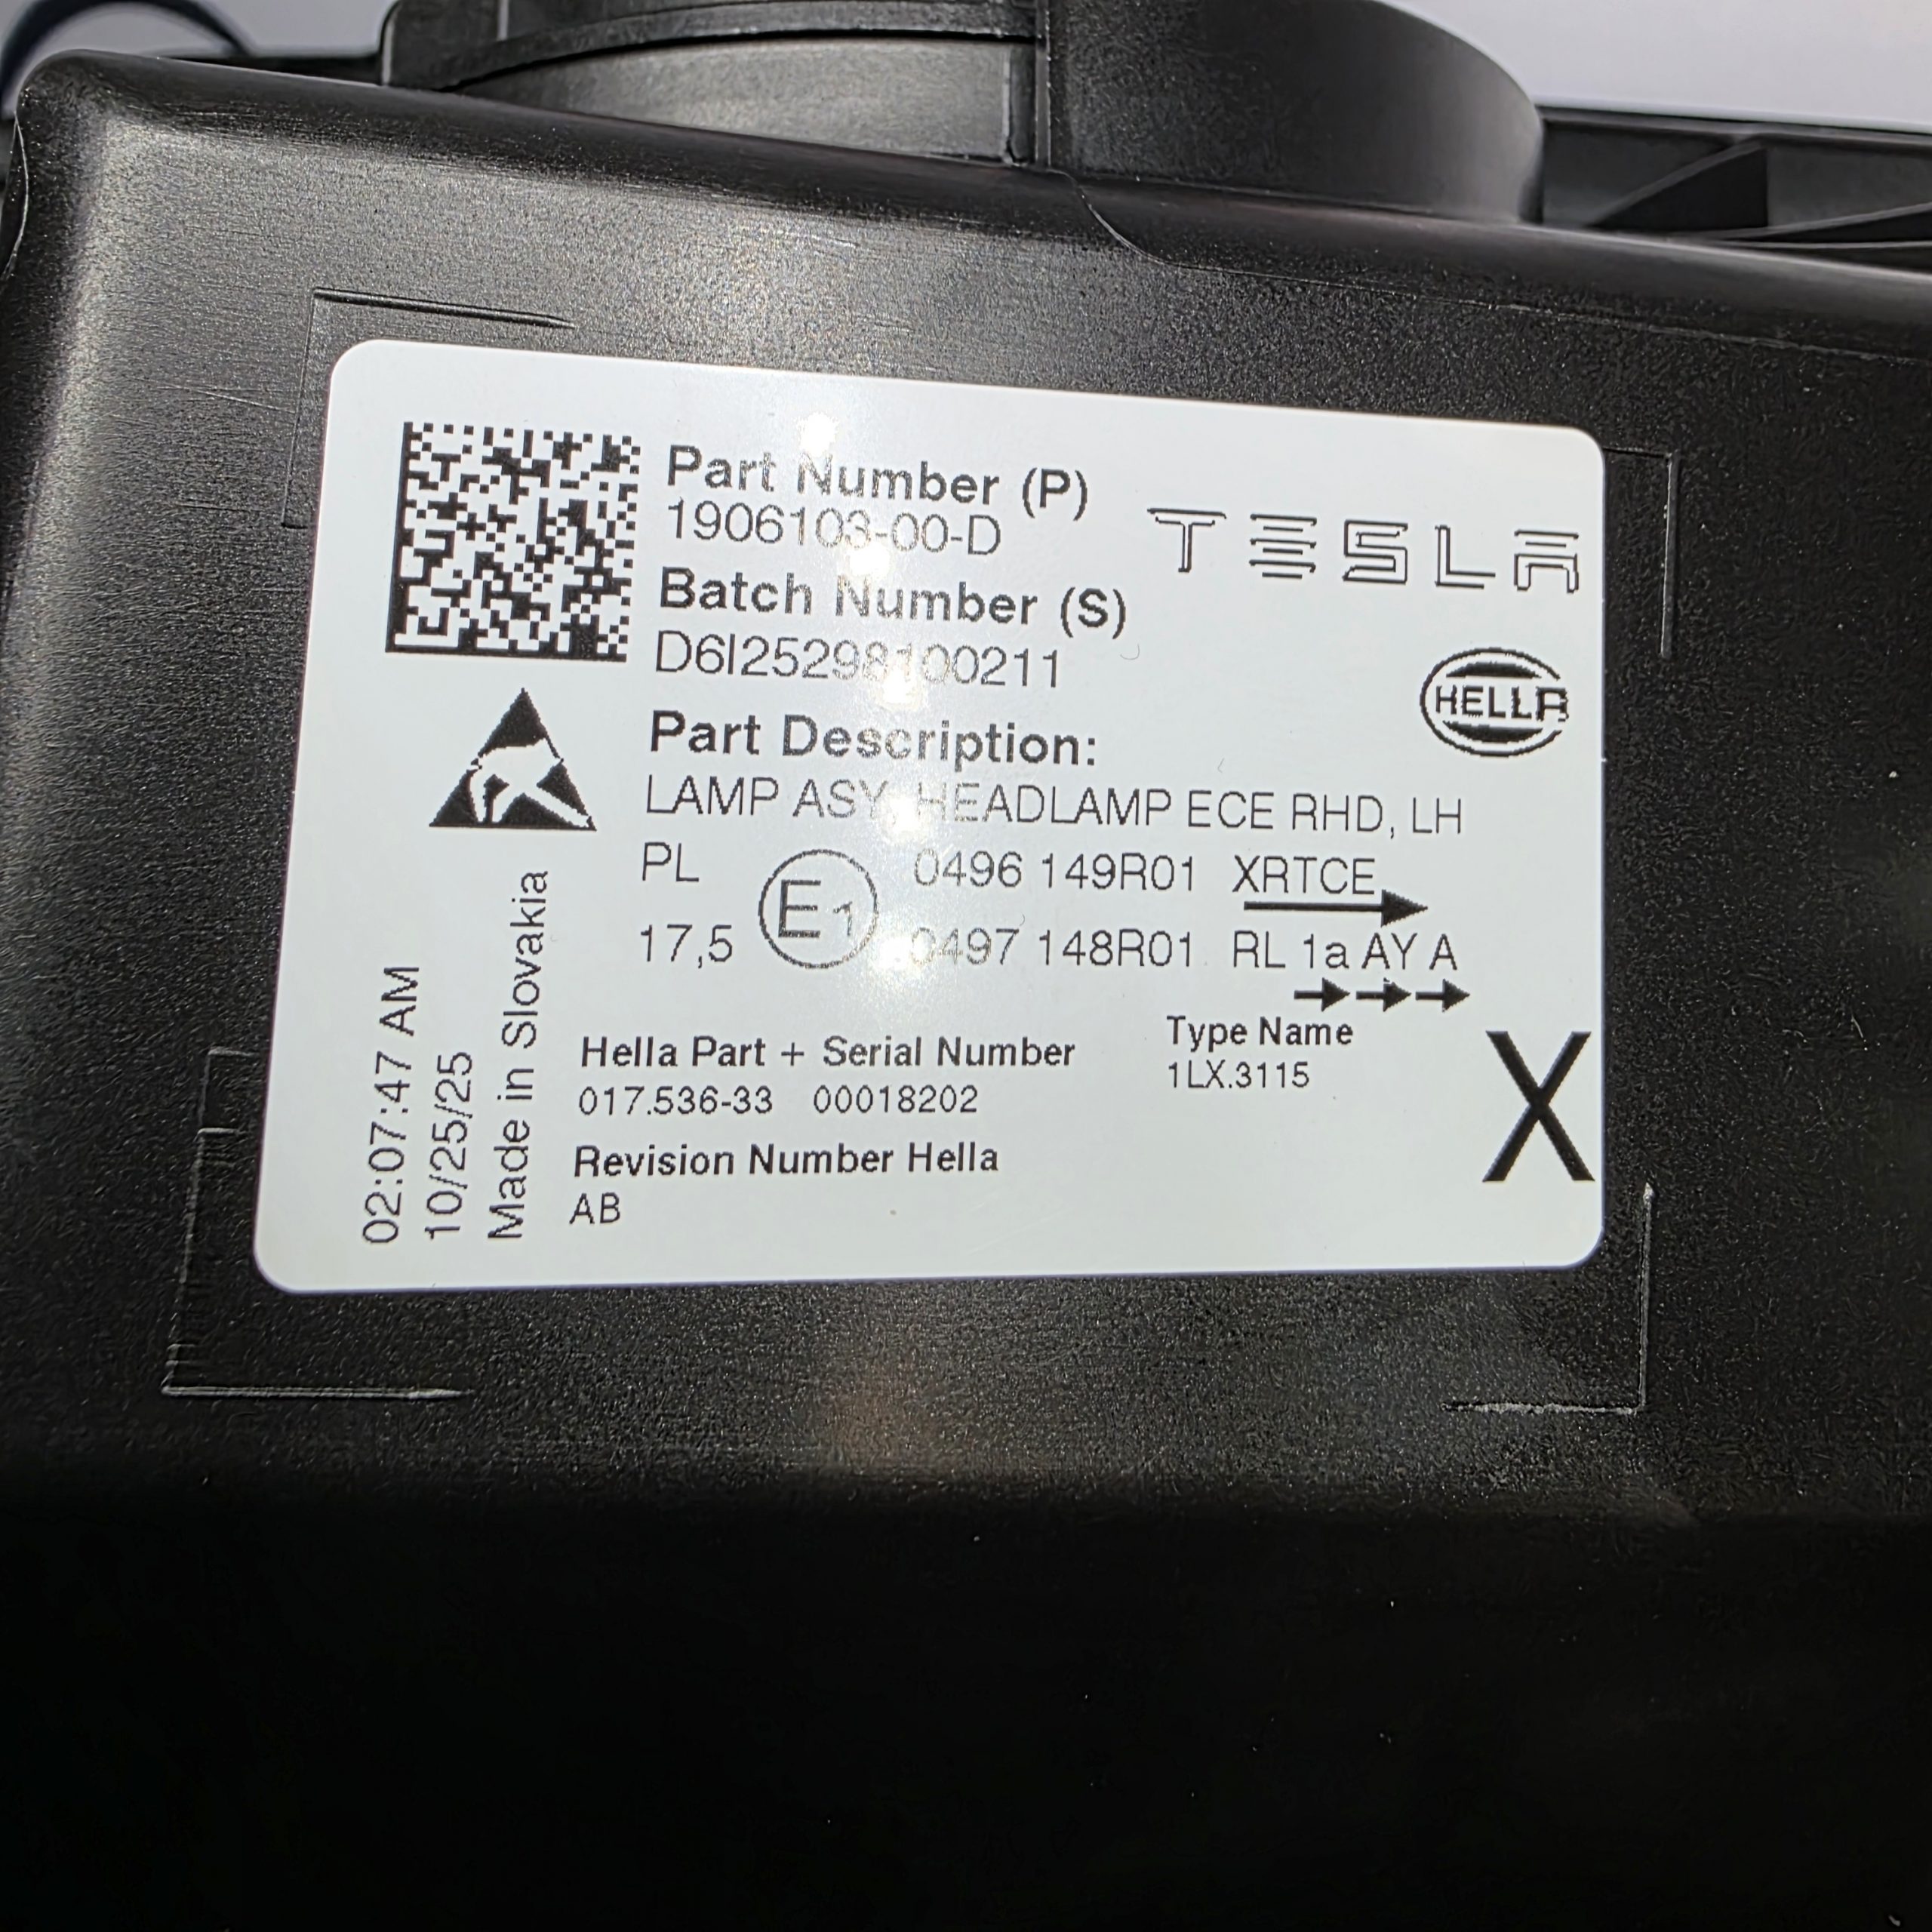 Part Number (P)
1906103-00-D
TESLA
Batch Number (S)
D6I25298100211
HELLA
Part Description:
LAMP ASY, HEADLAMP ECE RHD, LH
PL
E1
0496 149R01 XRTCE
17,5
0497 148R01 RL 1a AY A
Type Name
1LX.3115
Hella Part + Serial Number
017.536-33 00018202
X
Revision Number Hella
AB
02:07:47 AM
10/25/25
Made in Slovakia